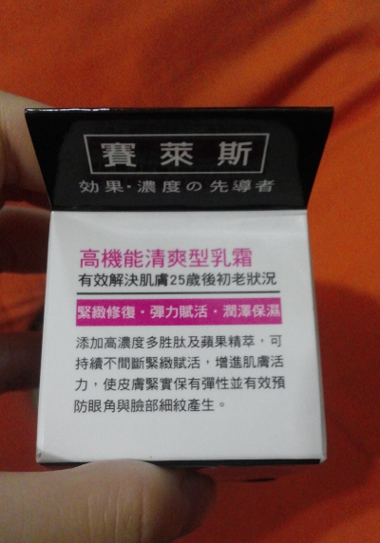 賽萊斯
効果・濃度の先導者
高機能清爽型乳霜
有效解決肌膚25歲後初老狀況
緊緻修復・彈力賦活・潤澤保濕
添加高濃度多胜肽及蘋果精萃，可
持續不間斷緊緻賦活，增進肌膚活
力，使皮膚緊實保有彈性並有效預
防眼角與臉部細紋產生。